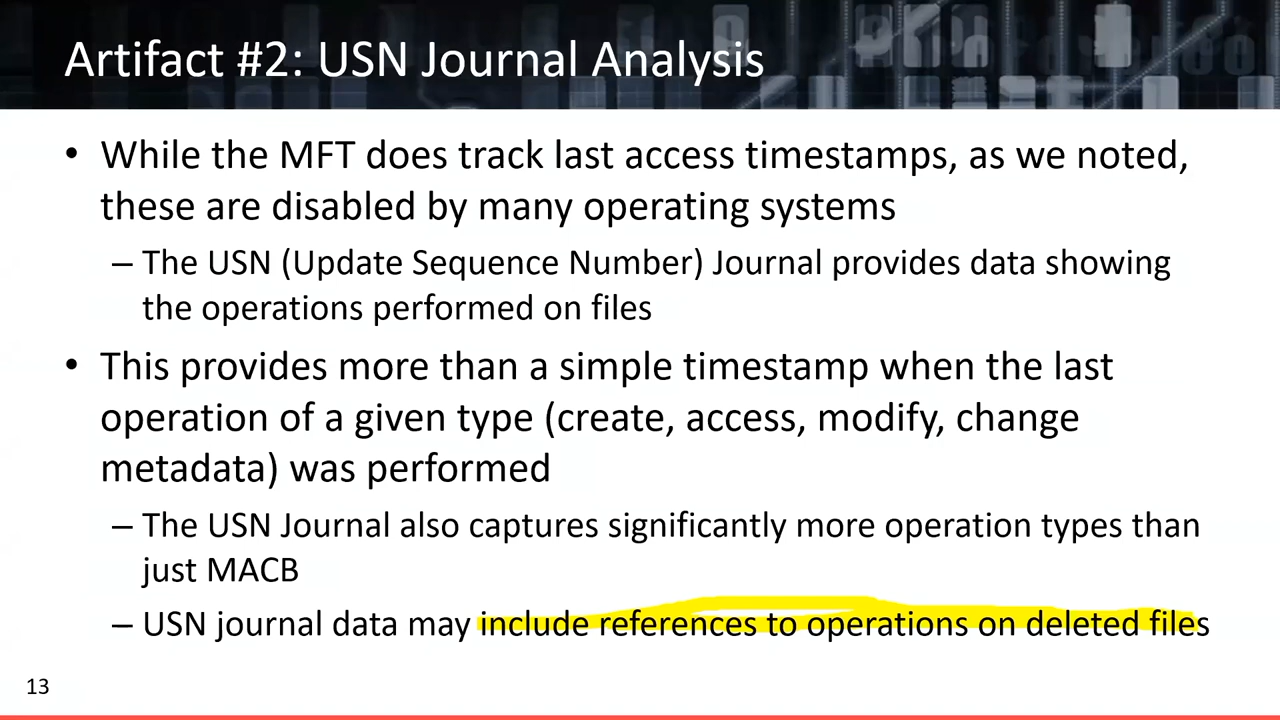 Artifact #2: USN Journal Analysis
• While the MFT does track last access timestamps, as we noted,
these are disabled by many operating systems
– The USN (Update Sequence Number) Journal provides data showing
the operations performed on files
• This provides more than a simple timestamp when the last
operation of a given type (create, access, modify, change
metadata) was performed
– The USN Journal also captures significantly more operation types than
just MACB
– USN journal data may include references to operations on deleted files
13